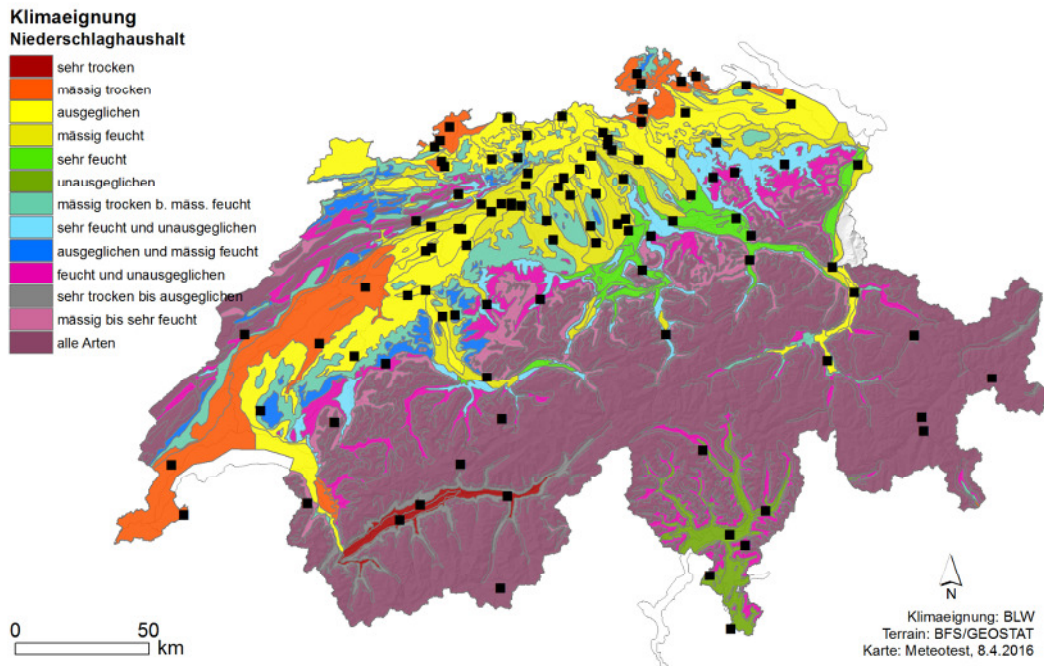 Klimaeignung
Niederschlaghaushalt
sehr trocken
mässig trocken
ausgeglichen
mässig feucht
sehr feucht
unausgeglichen
mässig trocken b. mäss. feucht
sehr feucht und unausgeglichen
ausgeglichen und mässig feucht
feucht und unausgeglichen
sehr trocken bis ausgeglichen
mässig bis sehr feucht
alle Arten
0 50
km
N
Klimaeignung: BLW
Terrain: BFS/GEOSTAT
Karte: Meteotest, 8.4.2016